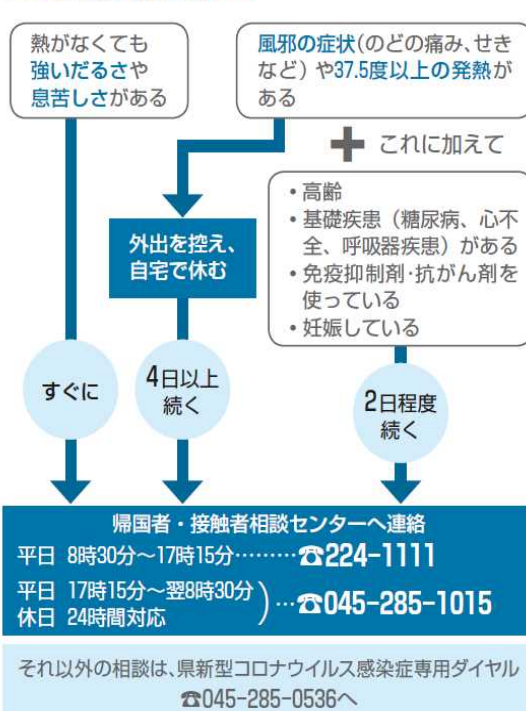 熱がなくても
強いだるさや
息苦しさがある
風邪の症状(のどの痛み、せき
など)や37.5度以上の発熱が
ある
✚ これに加えて
・高齢
・基礎疾患（糖尿病、心不
全、呼吸器疾患）がある
・免疫抑制剤・抗がん剤を
使っている
・妊娠している
外出を控え、
自宅で休む
すぐに
4日以上
続く
2日程度
続く
帰国者・接触者相談センターへ連絡
平日 8時30分～17時15分………☎224-1111
平日 17時15分～翌8時30分
休日 24時間対応
)…☎045-285-1015
それ以外の相談は、県新型コロナウイルス感染症専用ダイヤル
☎045-285-0536へ